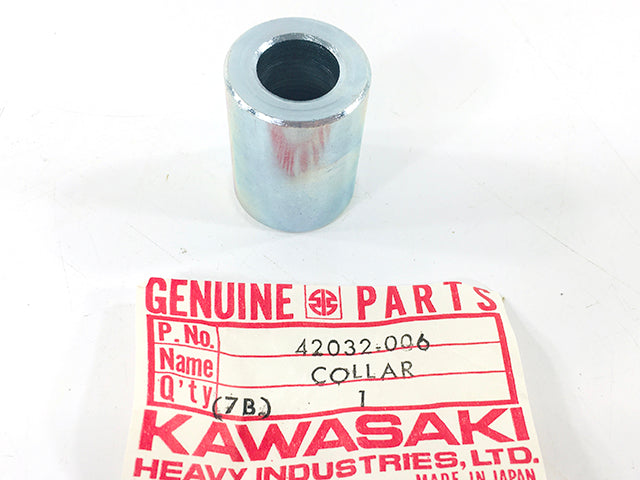 GENUINE PARTS
P. No. 42032-006
Name COLLAR
Q'ty (7B.) 1
KAWASAKI
HEAVY INDUSTRIES, LTD.
MADE IN JAPAN